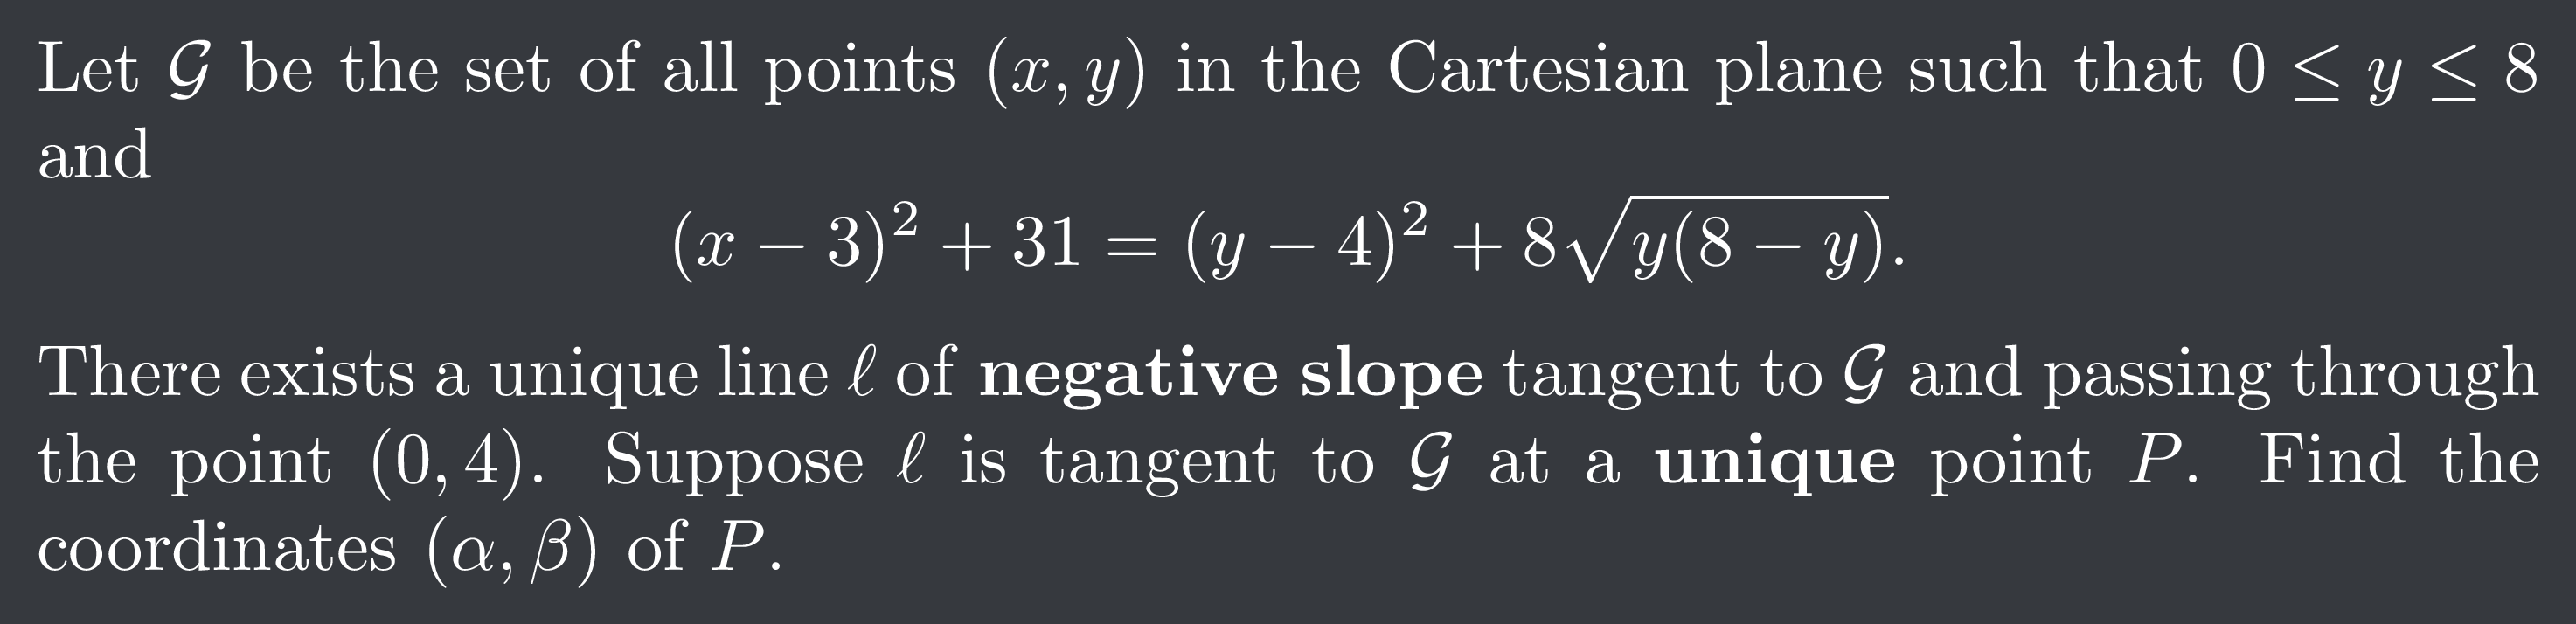 Let 𝒢 be the set of all points (x, y) in the Cartesian plane such that 0 ≤ y ≤ 8
and
(x − 3)² + 31 = (y − 4)² + 8√(y(8 − y)).
There exists a unique line ℓ of negative slope tangent to 𝒢 and passing through
the point (0, 4). Suppose ℓ is tangent to 𝒢 at a unique point P. Find the
coordinates (α, β) of P.